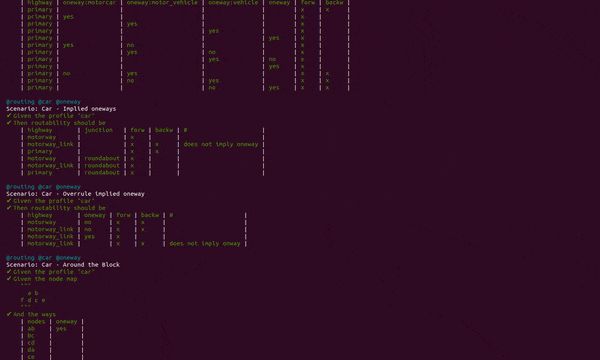 | highway | oneway:motorcar | oneway:motor_vehicle | oneway:vehicle | oneway | forw | backw |
| primary | | | | | x | x |
| primary | yes | | | | x | |
| primary | | yes | | | x | |
| primary | | | yes | | x | |
| primary | | | | yes | x | |
| primary | yes | no | | | x | |
| primary | | yes | no | | x | |
| primary | | | yes | no | x | |
| primary | | | no | yes | x | |
| primary | no | yes | | | x | x |
| primary | | no | yes | | x | x |
| primary | | | no | yes | x | x |
@routing @car @oneway
Scenario: Car - Implied oneways
✔ Given the profile "car"
✔ Then routability should be
| highway | junction | forw | backw | # |
| motorway | | x | | |
| motorway_link | | x | x | does not imply oneway |
| primary | | x | x | |
| motorway | roundabout | x | | |
| motorway_link | roundabout | x | | |
| primary | roundabout | x | | |
@routing @car @oneway
Scenario: Car - Overrule implied oneway
✔ Given the profile "car"
✔ Then routability should be
| highway | oneway | forw | backw | # |
| motorway | no | x | x | |
| motorway_link | no | x | x | |
| motorway_link | yes | x | | |
| motorway_link | | x | x | does not imply onway |
@routing @car @oneway
Scenario: Car - Around the Block
✔ Given the profile "car"
✔ Given the node map
"""
a b
f d c e
"""
✔ And the ways
| nodes | oneway |
| ab | yes |
| bc | |
| cd | |
| da | |
| ce | |